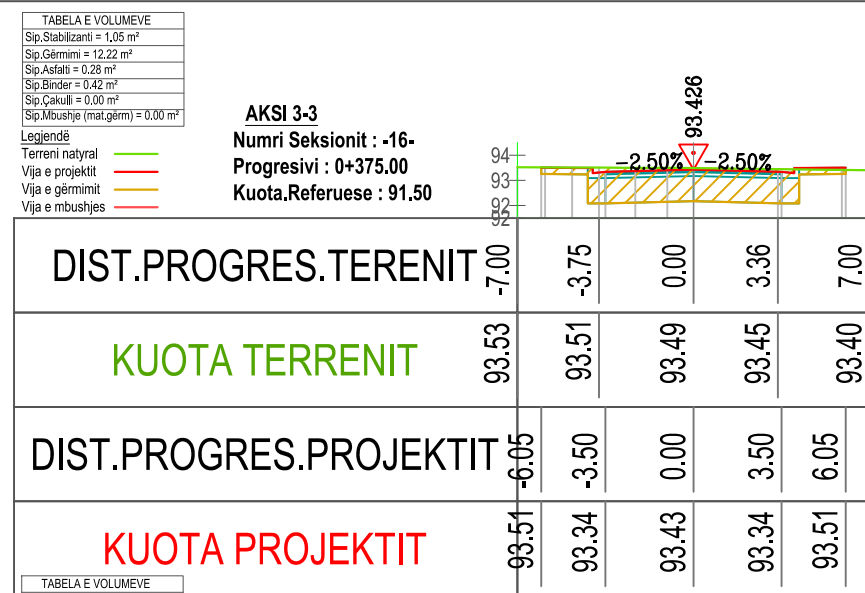 TABELA E VOLUMEVE
Sip.Stabilizanti = 1.05 m²
Sip.Gërmimi = 12.22 m²
Sip.Asfalti = 0.28 m²
Sip.Binder = 0.42 m²
Sip.Çakulli = 0.00 m²
Sip.Mbushje (mat.gërm) = 0.00 m²
Legjendë
Terreni natyral
Vija e projektit
Vija e gërmimit
Vija e mbushjes
AKSI 3-3
Numri Seksionit : -16-
Progresivi : 0+375.00
Kuota.Referuese : 91.50
93.426
-2.50% -2.50%
94
93
92
92
DIST.PROGRES.TERENIT -7.00 -3.75 0.00 3.36 7.00
KUOTA TERRENIT 93.53 93.51 93.49 93.45 93.40
DIST.PROGRES.PROJEKTIT -6.05 -3.50 0.00 3.50 6.05
KUOTA PROJEKTIT 93.51 93.34 93.43 93.34 93.51
TABELA E VOLUMEVE